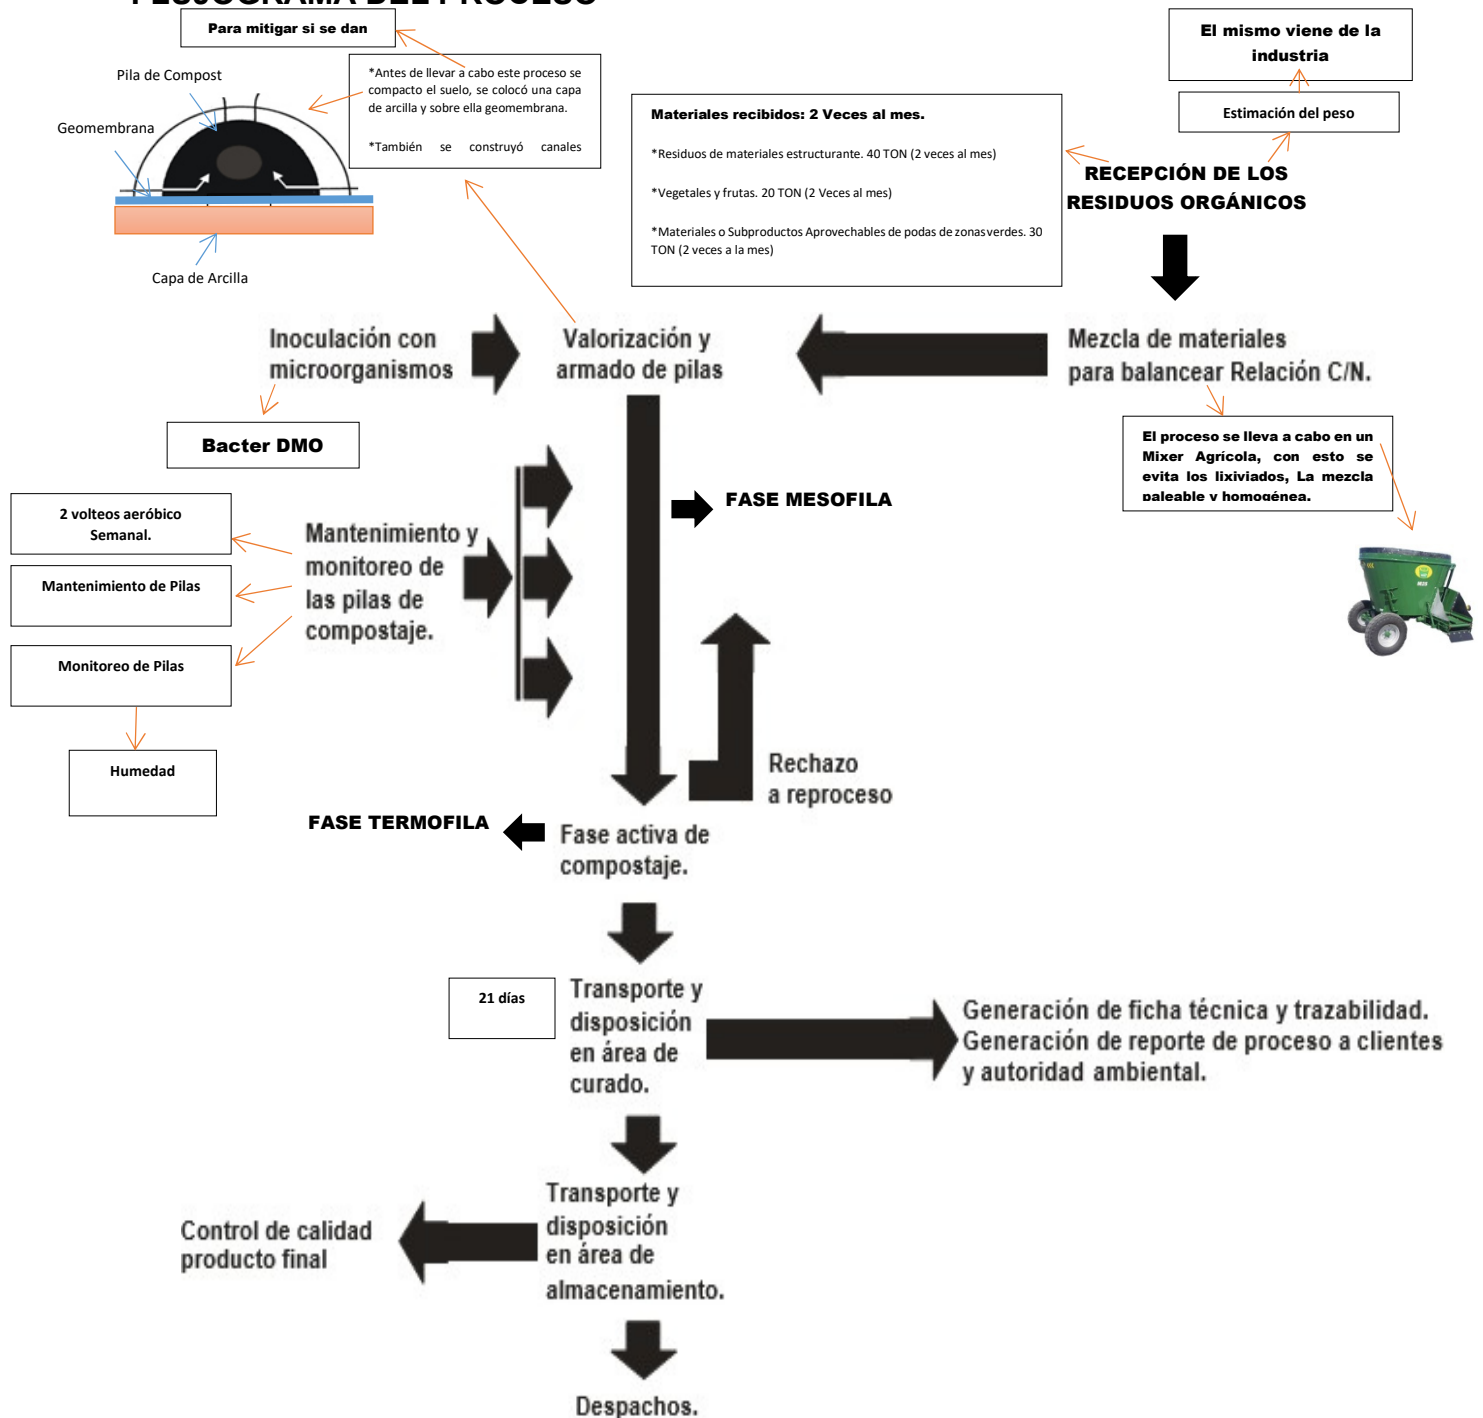 Para mitigar si se dan
Pila de Compost
Geomembrana
Capa de Arcilla
*Antes de llevar a cabo este proceso se
compacto el suelo, se colocó una capa
de arcilla y sobre ella geomembrana.
*También se construyó canales
El mismo viene de la
industria
Estimación del peso
Materiales recibidos: 2 Veces al mes.
*Residuos de materiales estructurante. 40 TON (2 veces al mes)
*Vegetales y frutas. 20 TON (2 Veces al mes)
*Materiales o Subproductos Aprovechables de podas de zonas verdes. 30
TON (2 veces a la mes)
RECEPCIÓN DE LOS
RESIDUOS ORGÁNICOS
Inoculación con
microorganismos
Valorización y
armado de pilas
Mezcla de materiales
para balancear Relación C/N.
Bacter DMO
El proceso se lleva a cabo en un
Mixer Agrícola, con esto se
evita los lixiviados, La mezcla
paleable y homogénea.
FASE MESOFILA
2 volteos aeróbico
Semanal.
Mantenimiento de Pilas
Monitoreo de Pilas
Humedad
Mantenimiento y
monitoreo de
las pilas de
compostaje.
Rechazo
a reproceso
FASE TERMOFILA
Fase activa de
compostaje.
21 días
Transporte y
disposición
en área de
curado.
Generación de ficha técnica y trazabilidad.
Generación de reporte de proceso a clientes
y autoridad ambiental.
Transporte y
disposición
en área de
almacenamiento.
Control de calidad
producto final
Despachos.